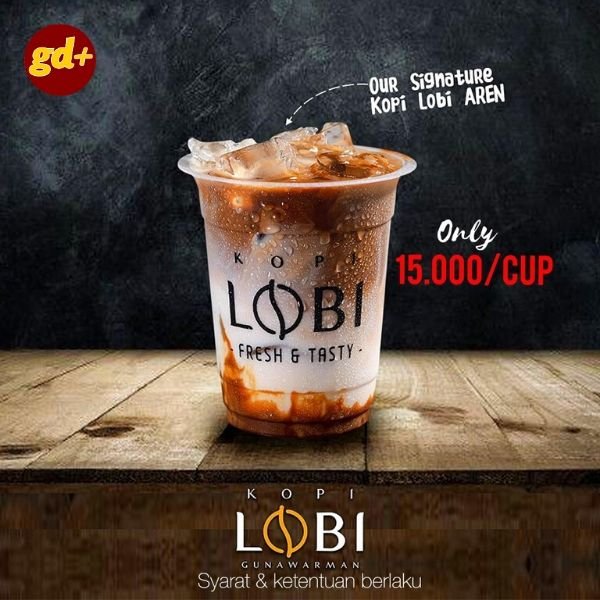 gd+
Our Signature
Kopi Lobi AREN
Only
15.000/CUP
KOPI
LOBI
FRESH & TASTY -
KOPI
LOBI
GUNAWARMAN
Syarat & ketentuan berlaku